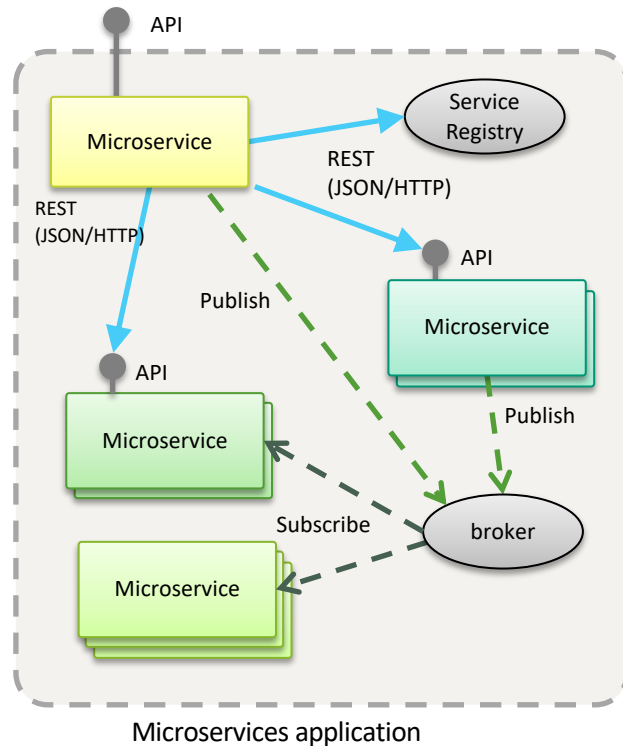 API
Microservice
Service
Registry
REST
(JSON/HTTP)
REST
(JSON/HTTP)
API
Publish
Microservice
API
Publish
Microservice
Subscribe
broker
Microservice
Microservices application